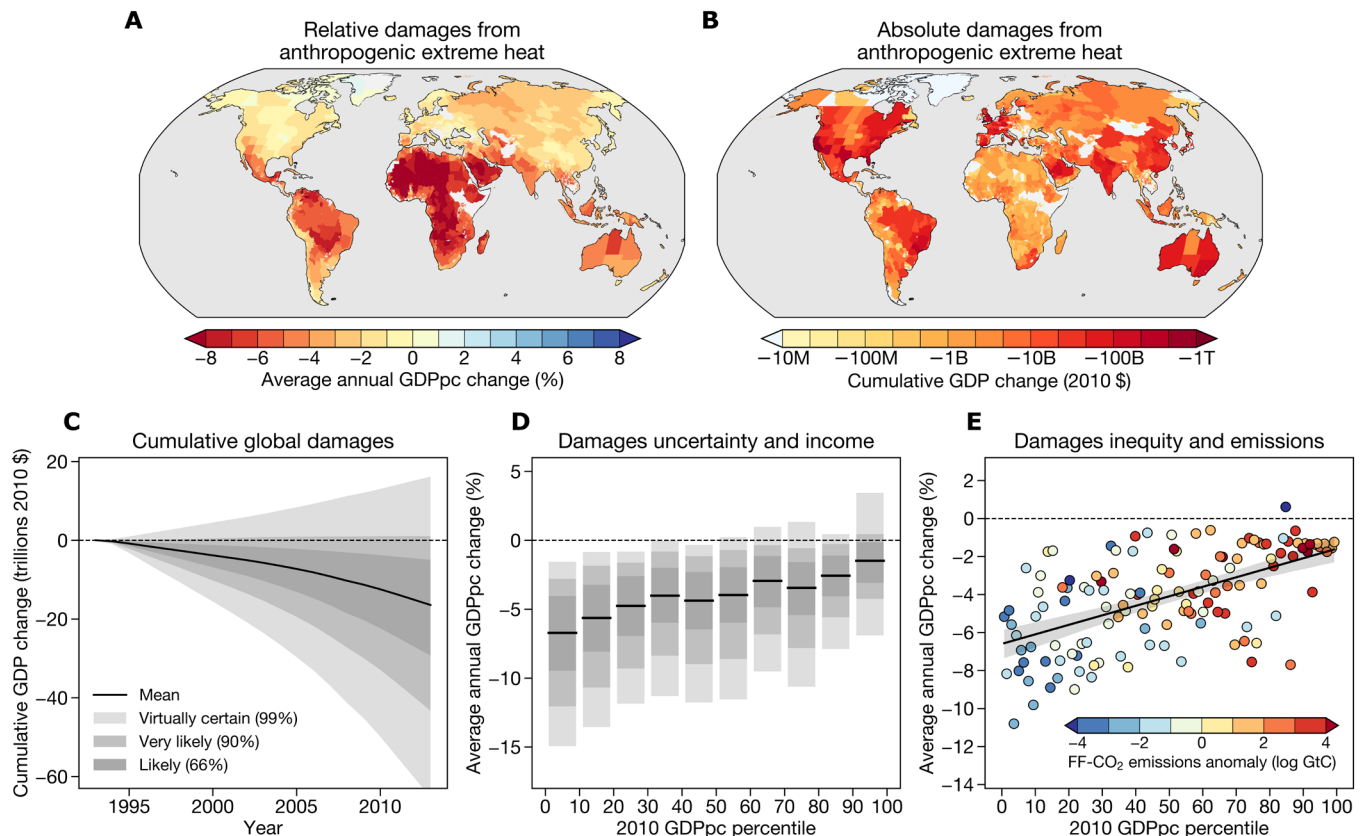 A
Relative damages from
anthropogenic extreme heat
−8 −6 −4 −2 0 2 4 6 8
Average annual GDPpc change (%)
B
Absolute damages from
anthropogenic extreme heat
−10M −100M −1B −10B −100B −1T
Cumulative GDP change (2010 $)
C
Cumulative global damages
Cumulative GDP change (trillions 2010 $)
20
0
−20
−40
−60
Mean
Virtually certain (99%)
Very likely (90%)
Likely (66%)
1995 2000 2005 2010
Year
D
Damages uncertainty and income
Average annual GDPpc change (%)
5
0
−5
−10
−15
0 10 20 30 40 50 60 70 80 90 100
2010 GDPpc percentile
E
Damages inequity and emissions
Average annual GDPpc change (%)
2
0
−2
−4
−6
−8
−10
−12
−14
−4 −2 0 2 4
FF-CO₂ emissions anomaly (log GtC)
0 10 20 30 40 50 60 70 80 90 100
2010 GDPpc percentile